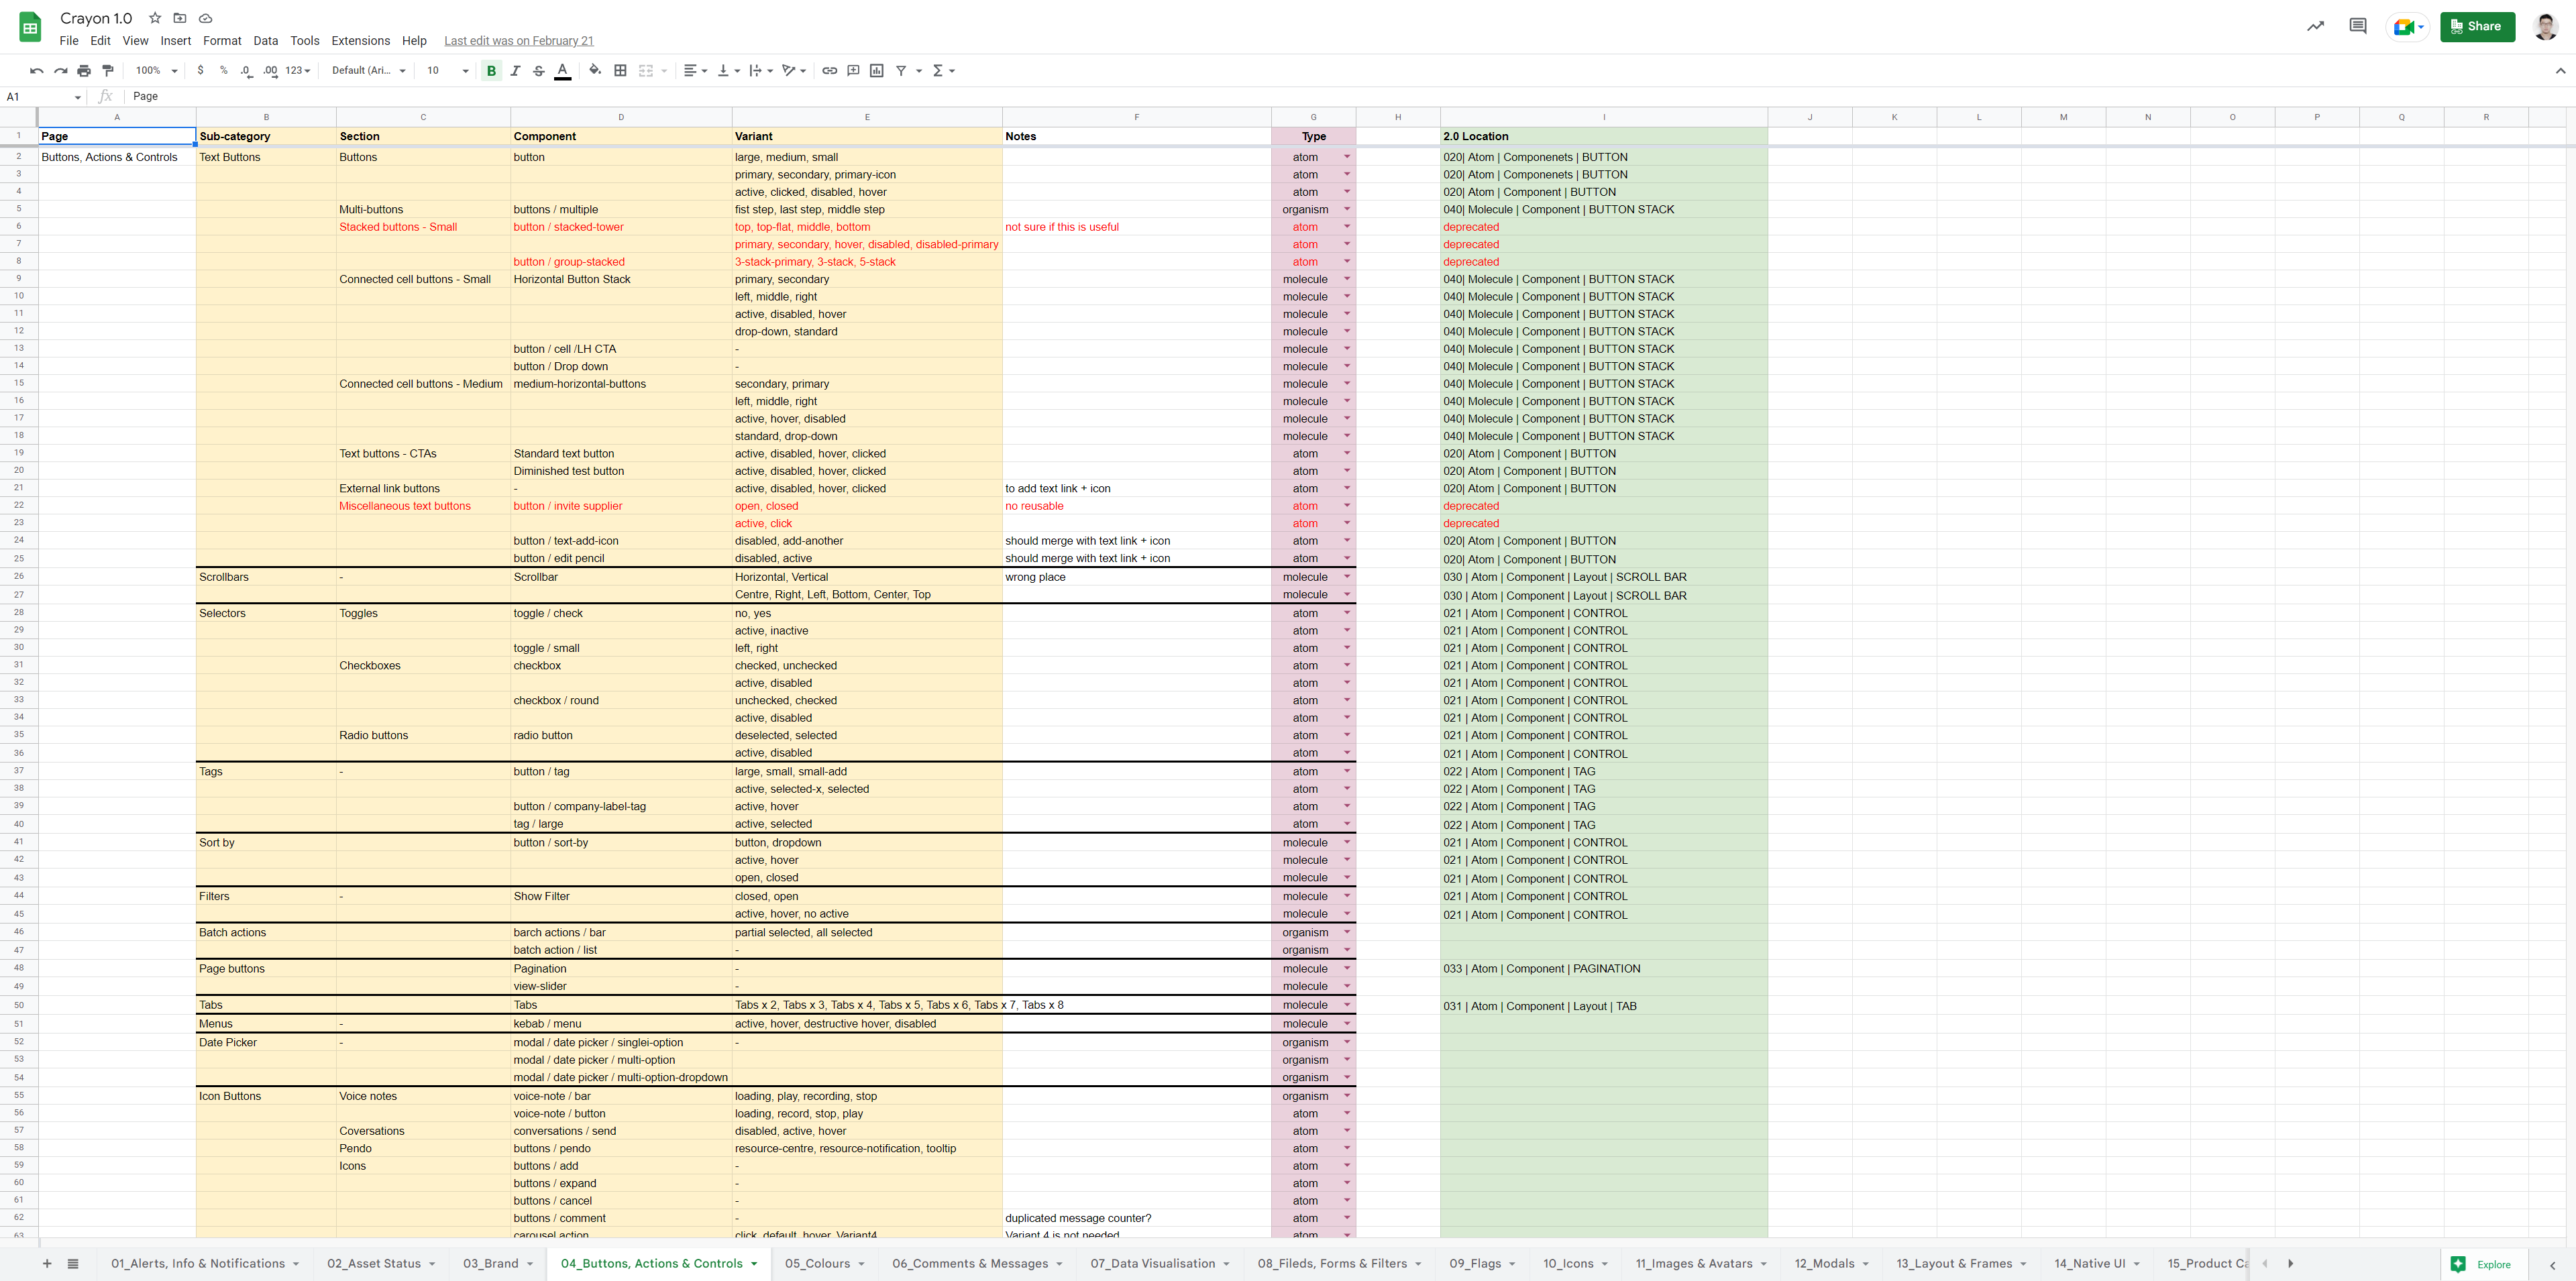 Crayon 1.0
File Edit View Insert Format Data Tools Extensions Help Last edit was on February 21
Share
100% $ % .0 .00 123 Default (Ari... 10 B I S A
A1 fx Page
A B C D E F G H I J K L M N O P Q R
1 Page Sub-category Section Component Variant Notes Type 2.0 Location
2 Buttons, Actions & Controls Text Buttons Buttons button large, medium, small atom 020| Atom | Componenets | BUTTON
3 primary, secondary, primary-icon atom 020| Atom | Componenets | BUTTON
4 active, clicked, disabled, hover atom 020| Atom | Component | BUTTON
5 Multi-buttons buttons / multiple fist step, last step, middle step organism 040| Molecule | Component | BUTTON STACK
6 Stacked buttons - Small button / stacked-tower top, top-flat, middle, bottom not sure if this is useful atom deprecated
7 primary, secondary, hover, disabled, disabled-primary atom deprecated
8 button / group-stacked 3-stack-primary, 3-stack, 5-stack atom deprecated
9 Connected cell buttons - Small Horizontal Button Stack primary, secondary molecule 040| Molecule | Component | BUTTON STACK
10 left, middle, right molecule 040| Molecule | Component | BUTTON STACK
11 active, disabled, hover molecule 040| Molecule | Component | BUTTON STACK
12 drop-down, standard molecule 040| Molecule | Component | BUTTON STACK
13 button / cell /LH CTA - molecule 040| Molecule | Component | BUTTON STACK
14 button / Drop down - molecule 040| Molecule | Component | BUTTON STACK
15 Connected cell buttons - Medium medium-horizontal-buttons secondary, primary molecule 040| Molecule | Component | BUTTON STACK
16 left, middle, right molecule 040| Molecule | Component | BUTTON STACK
17 active, hover, disabled molecule 040| Molecule | Component | BUTTON STACK
18 standard, drop-down molecule 040| Molecule | Component | BUTTON STACK
19 Text buttons - CTAs Standard text button active, disabled, hover, clicked atom 020| Atom | Component | BUTTON
20 Diminished test button active, disabled, hover, clicked atom 020| Atom | Component | BUTTON
21 External link buttons - active, disabled, hover, clicked to add text link + icon atom 020| Atom | Component | BUTTON
22 Miscellaneous text buttons button / invite supplier open, closed no reusable atom deprecated
23 active, click atom deprecated
24 button / text-add-icon disabled, add-another should merge with text link + icon atom 020| Atom | Component | BUTTON
25 button / edit pencil disabled, active should merge with text link + icon atom 020| Atom | Component | BUTTON
26 Scrollbars - Scrollbar Horizontal, Vertical wrong place molecule 030 | Atom | Component | Layout | SCROLL BAR
27 Centre, Right, Left, Bottom, Center, Top molecule 030 | Atom | Component | Layout | SCROLL BAR
28 Selectors Toggles toggle / check no, yes atom 021 | Atom | Component | CONTROL
29 active, inactive atom 021 | Atom | Component | CONTROL
30 toggle / small left, right atom 021 | Atom | Component | CONTROL
31 Checkboxes checkbox checked, unchecked atom 021 | Atom | Component | CONTROL
32 active, disabled atom 021 | Atom | Component | CONTROL
33 checkbox / round unchecked, checked atom 021 | Atom | Component | CONTROL
34 active, disabled atom 021 | Atom | Component | CONTROL
35 Radio buttons radio button deselected, selected atom 021 | Atom | Component | CONTROL
36 active, disabled atom 021 | Atom | Component | CONTROL
37 Tags - button / tag large, small, small-add atom 022 | Atom | Component | TAG
38 active, selected-x, selected atom 022 | Atom | Component | TAG
39 button / company-label-tag active, hover atom 022 | Atom | Component | TAG
40 tag / large active, selected atom 022 | Atom | Component | TAG
41 Sort by button / sort-by button, dropdown molecule 021 | Atom | Component | CONTROL
42 active, hover molecule 021 | Atom | Component | CONTROL
43 open, closed molecule 021 | Atom | Component | CONTROL
44 Filters - Show Filter closed, open molecule 021 | Atom | Component | CONTROL
45 active, hover, no active molecule 021 | Atom | Component | CONTROL
46 Batch actions barch actions / bar partial selected, all selected organism
47 batch action / list - organism
48 Page buttons Pagination - molecule 033 | Atom | Component | PAGINATION
49 view-slider - molecule
50 Tabs Tabs Tabs x 2, Tabs x 3, Tabs x 4, Tabs x 5, Tabs x 6, Tabs x 7, Tabs x 8 molecule 031 | Atom | Component | Layout | TAB
51 Menus - kebab / menu active, hover, destructive hover, disabled molecule
52 Date Picker - modal / date picker / singlei-option - organism
53 modal / date picker / multi-option organism
54 modal / date picker / multi-option-dropdown organism
55 Icon Buttons Voice notes voice-note / bar loading, play, recording, stop organism
56 voice-note / button loading, record, stop, play atom
57 Coversations conversations / send disabled, active, hover atom
58 Pendo buttons / pendo resource-centre, resource-notification, tooltip atom
59 Icons buttons / add - atom
60 buttons / expand - atom
61 buttons / cancel - atom
62 buttons / comment - duplicated message counter? atom
63 carousel action click, default, hover, Variant4 Variant 4 is not needed
01_Alerts, Info & Notifications 02_Asset Status 03_Brand 04_Buttons, Actions & Controls 05_Colours 06_Comments & Messages 07_Data Visualisation 08_Fileds, Forms & Filters 09_Flags 10_Icons 11_Images & Avatars 12_Modals 13_Layout & Frames 14_Native UI 15_Product Ca Explore